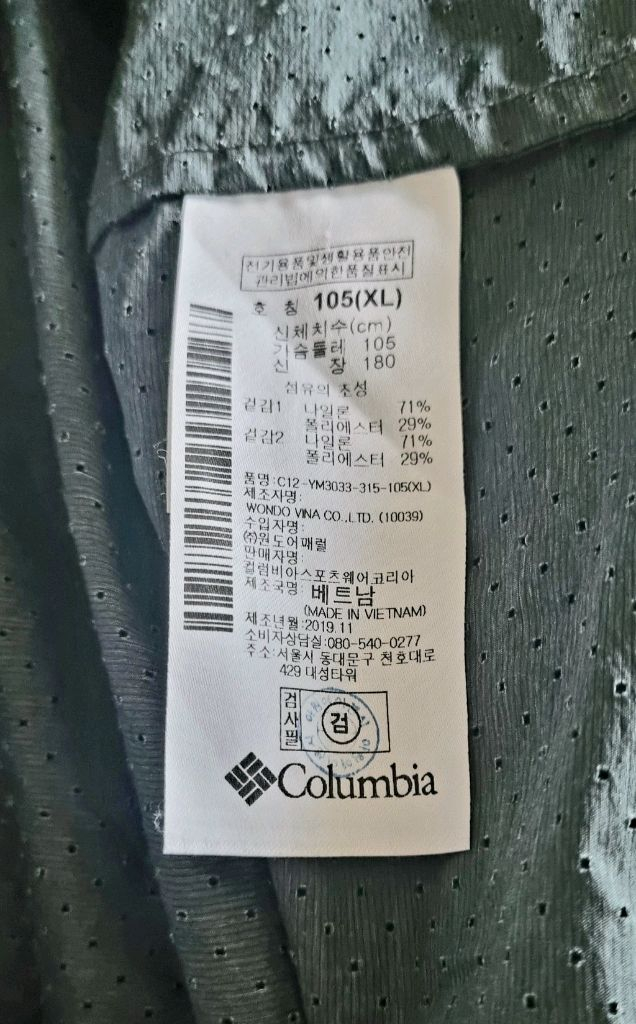 전기용품및생활용품안전
관리법에의한품질표시
호 칭 105(XL)
신체치수(cm)
가슴둘레 105
신 장 180
섬유의 조성
겉감1 나일론 71%
폴리에스터 29%
겉감2 나일론 71%
폴리에스터 29%
품명:C12-YM3033-315-105(XL)
제조자명:
WONDO VINA CO.,LTD. (10039)
수입자명:
㈜원도어패럴
판매자명:
컬럼비아스포츠웨어코리아
제조국명: 베트남
(MADE IN VIETNAM)
제조년월:2019.11
소비자상담실:080-540-0277
주소:서울시 동대문구 천호대로
429 대성타워
검사필 검
Columbia